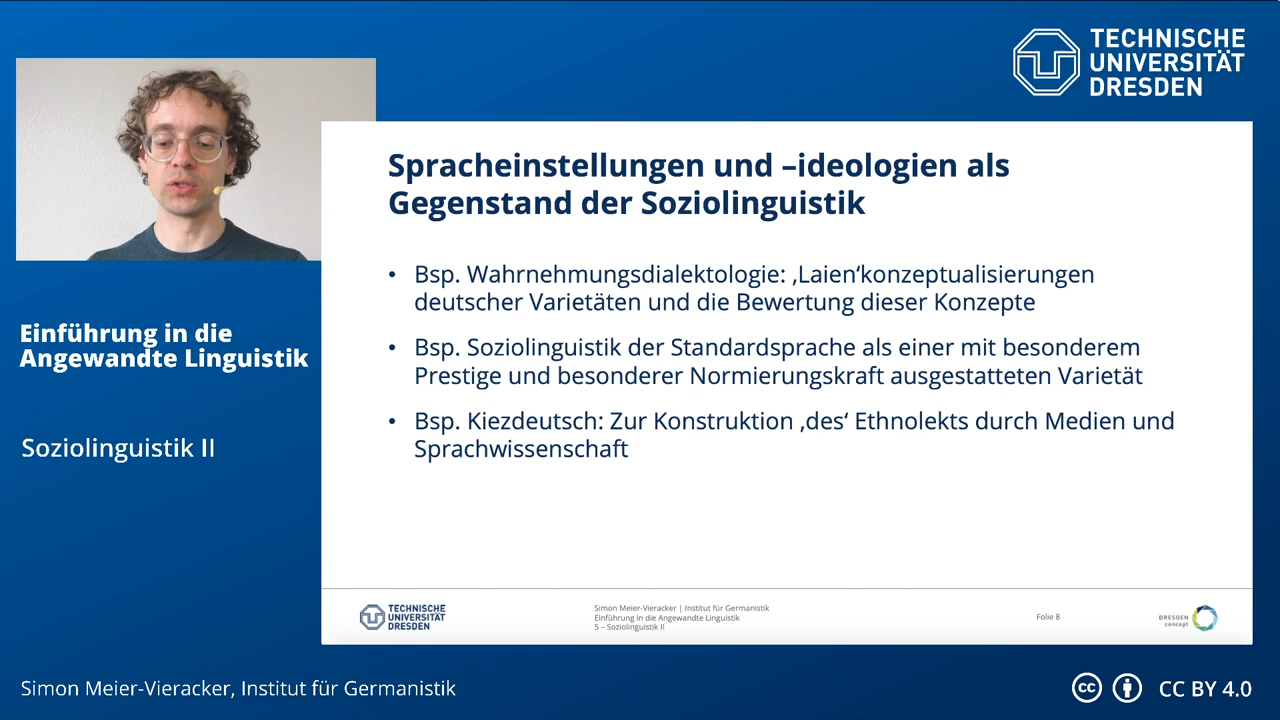 TECHNISCHE
UNIVERSITÄT
DRESDEN
Spracheinstellungen und –ideologien als
Gegenstand der Soziolinguistik
• Bsp. Wahrnehmungsdialektologie: ‚Laien‘konzeptualisierungen
deutscher Varietäten und die Bewertung dieser Konzepte
• Bsp. Soziolinguistik der Standardsprache als einer mit besonderem
Prestige und besonderer Normierungskraft ausgestatteten Varietät
• Bsp. Kiezdeutsch: Zur Konstruktion ‚des‘ Ethnolekts durch Medien und
Sprachwissenschaft
Einführung in die
Angewandte Linguistik
Soziolinguistik II
TECHNISCHE
UNIVERSITÄT
DRESDEN
Simon Meier-Vieracker | Institut für Germanistik
Einführung in die Angewandte Linguistik
5 – Soziolinguistik II
Folie 8
DRESDEN
concept
Simon Meier-Vieracker, Institut für Germanistik
cc
CC BY 4.0